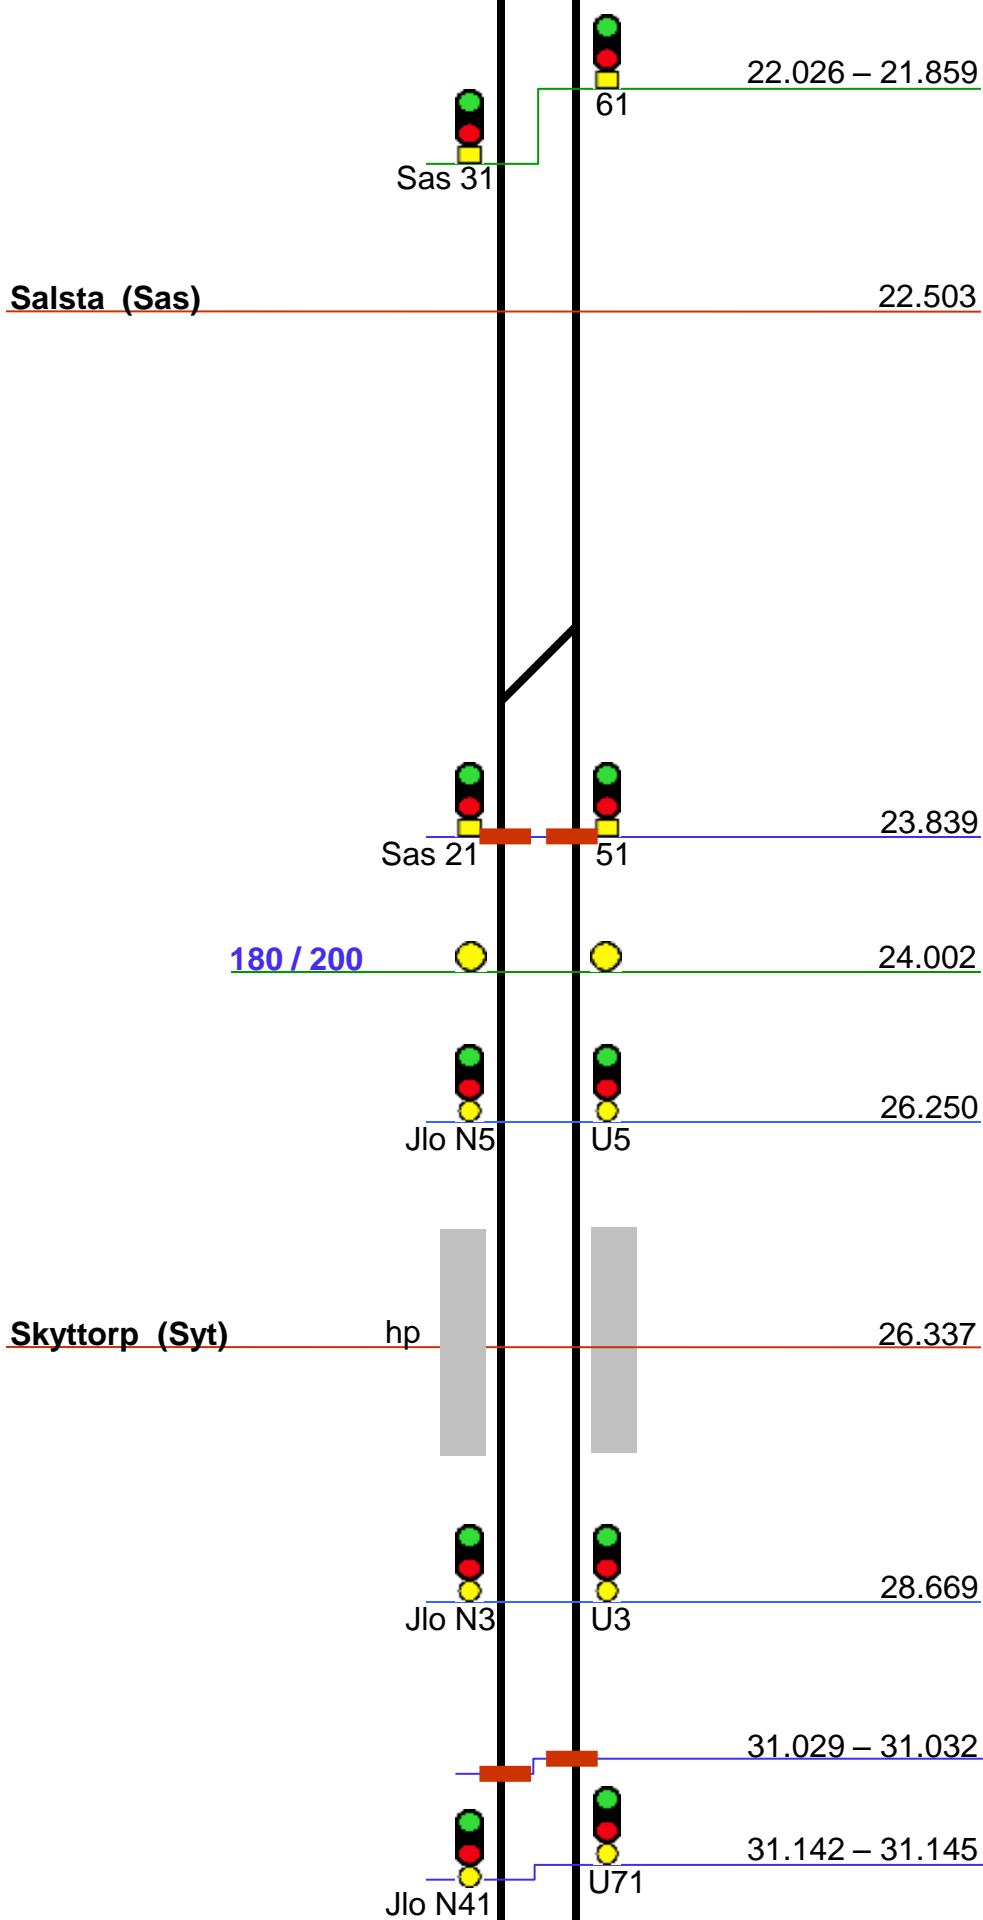 22.026 – 21.859
61
Sas 31
Salsta (Sas) 22.503
23.839
Sas 21 51
180 / 200 24.002
26.250
Jlo N5 U5
Skyttorp (Syt) hp 26.337
28.669
Jlo N3 U3
31.029 – 31.032
31.142 – 31.145
U71
Jlo N41